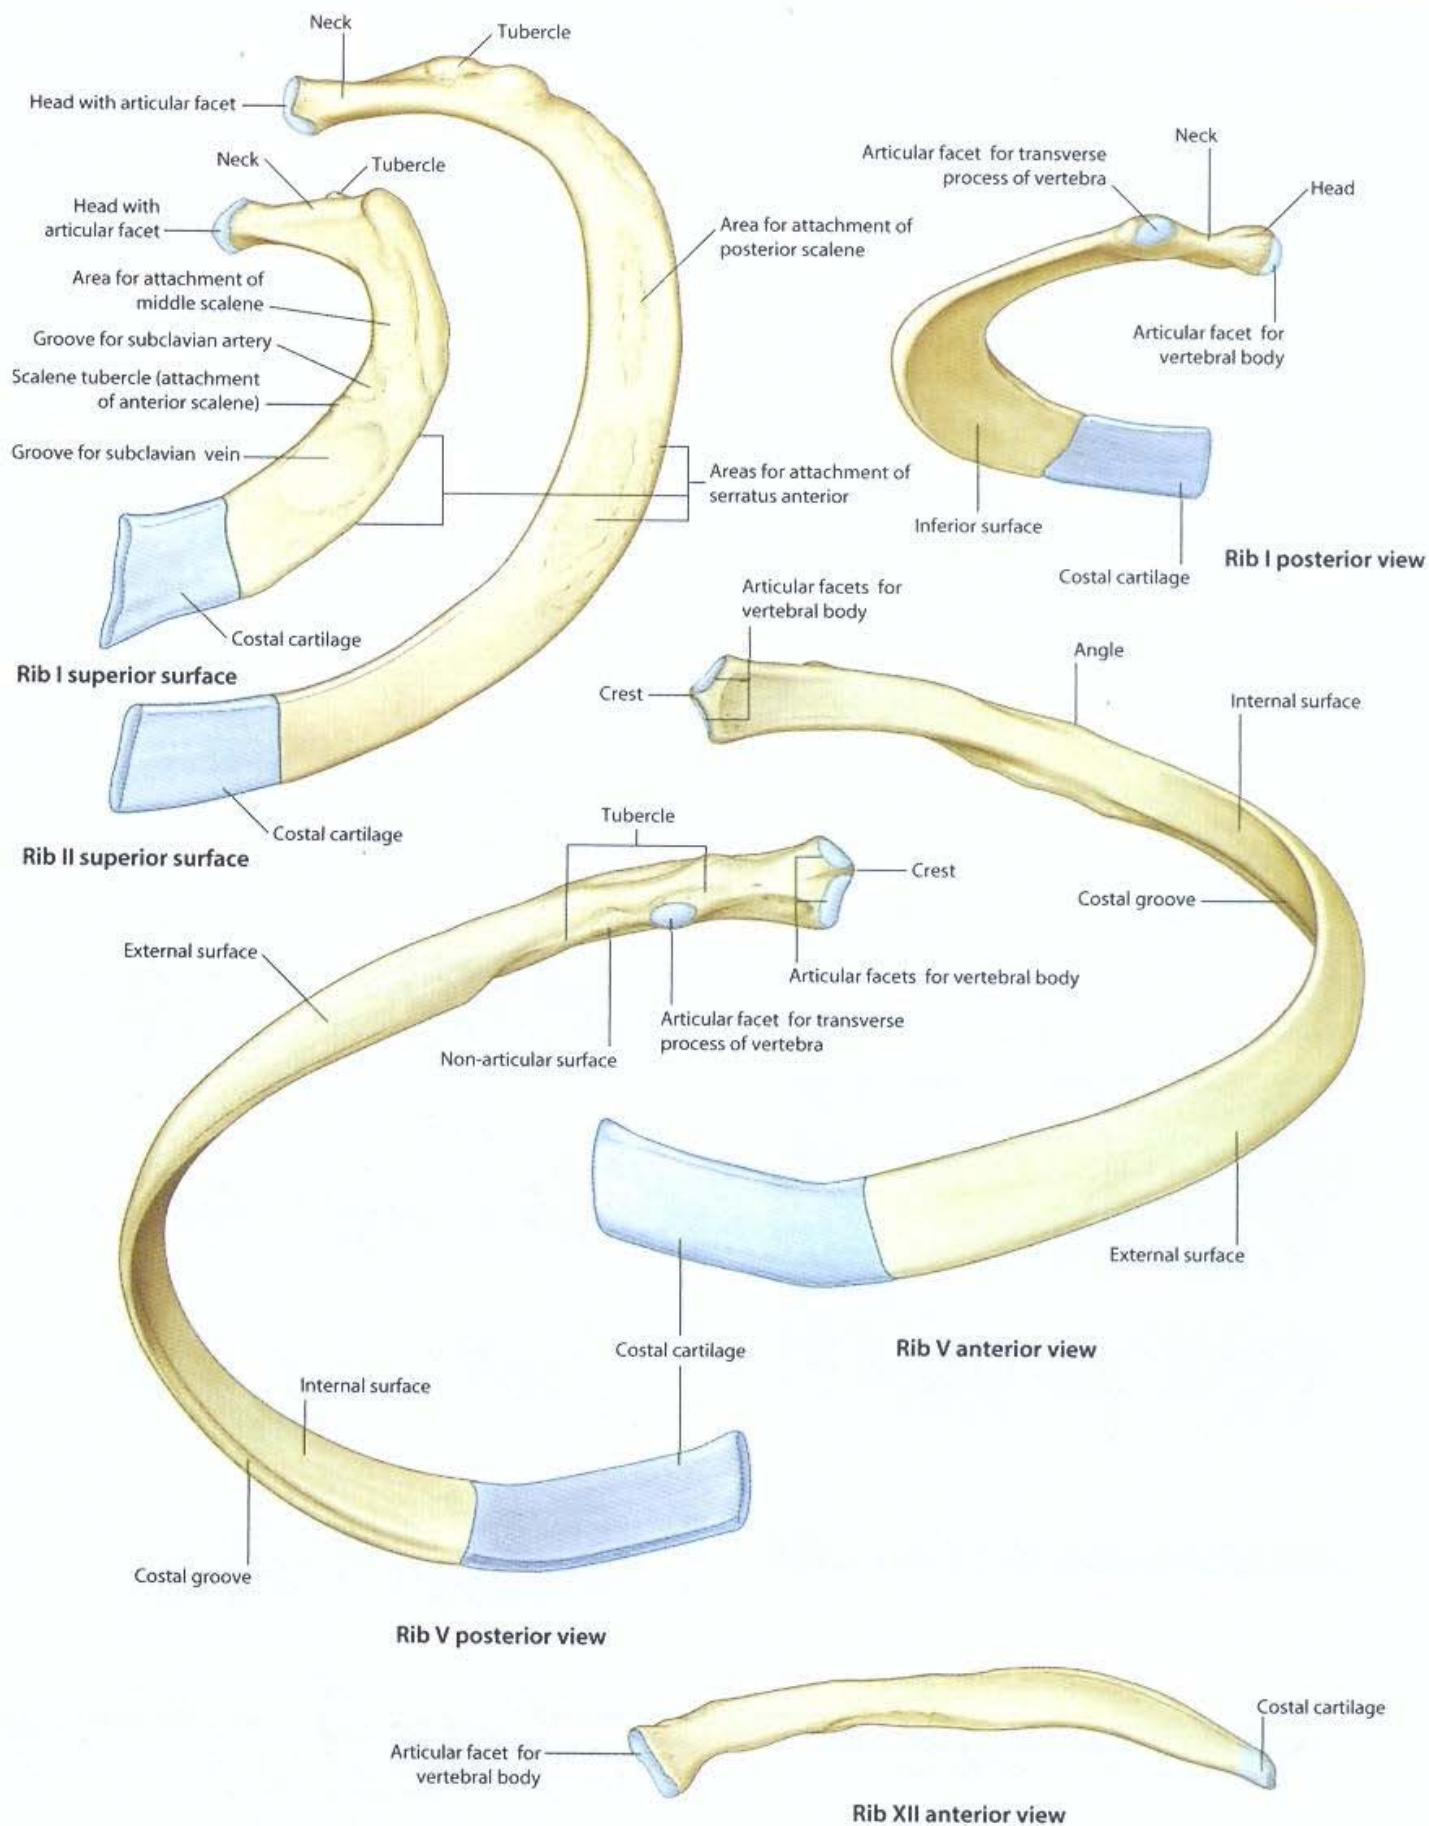 Neck
Tubercle
Head with articular facet
Neck
Tubercle
Head with
articular facet
Area for attachment of
middle scalene
Groove for subclavian artery
Scalene tubercle (attachment
of anterior scalene)
Groove for subclavian vein
Costal cartilage
Rib I superior surface
Area for attachment of
posterior scalene
Areas for attachment of
serratus anterior
Costal cartilage
Rib II superior surface
Articular facet for transverse
process of vertebra
Neck
Head
Articular facet for
vertebral body
Inferior surface
Costal cartilage
Rib I posterior view
Articular facets for
vertebral body
Crest
Angle
Internal surface
Costal groove
External surface
Rib V anterior view
Tubercle
Crest
External surface
Articular facets for vertebral body
Articular facet for transverse
process of vertebra
Non-articular surface
Costal cartilage
Internal surface
Costal groove
Rib V posterior view
Costal cartilage
Articular facet for
vertebral body
Rib XII anterior view